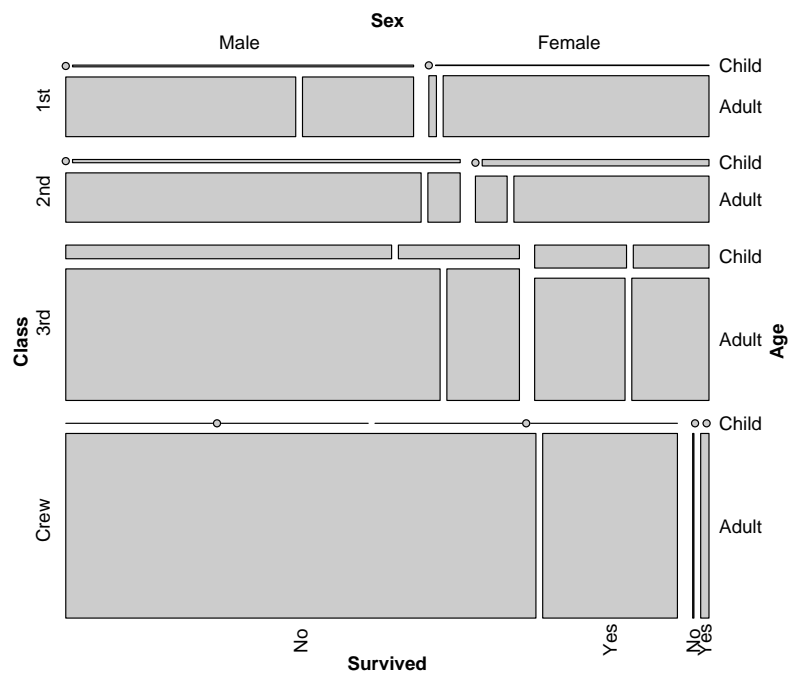 Sex
Male Female
Child
1st
Adult
Child
2nd
Adult
Child
3rd
Adult
Class
Age
Child
Crew
Adult
No Yes No Yes
Survived